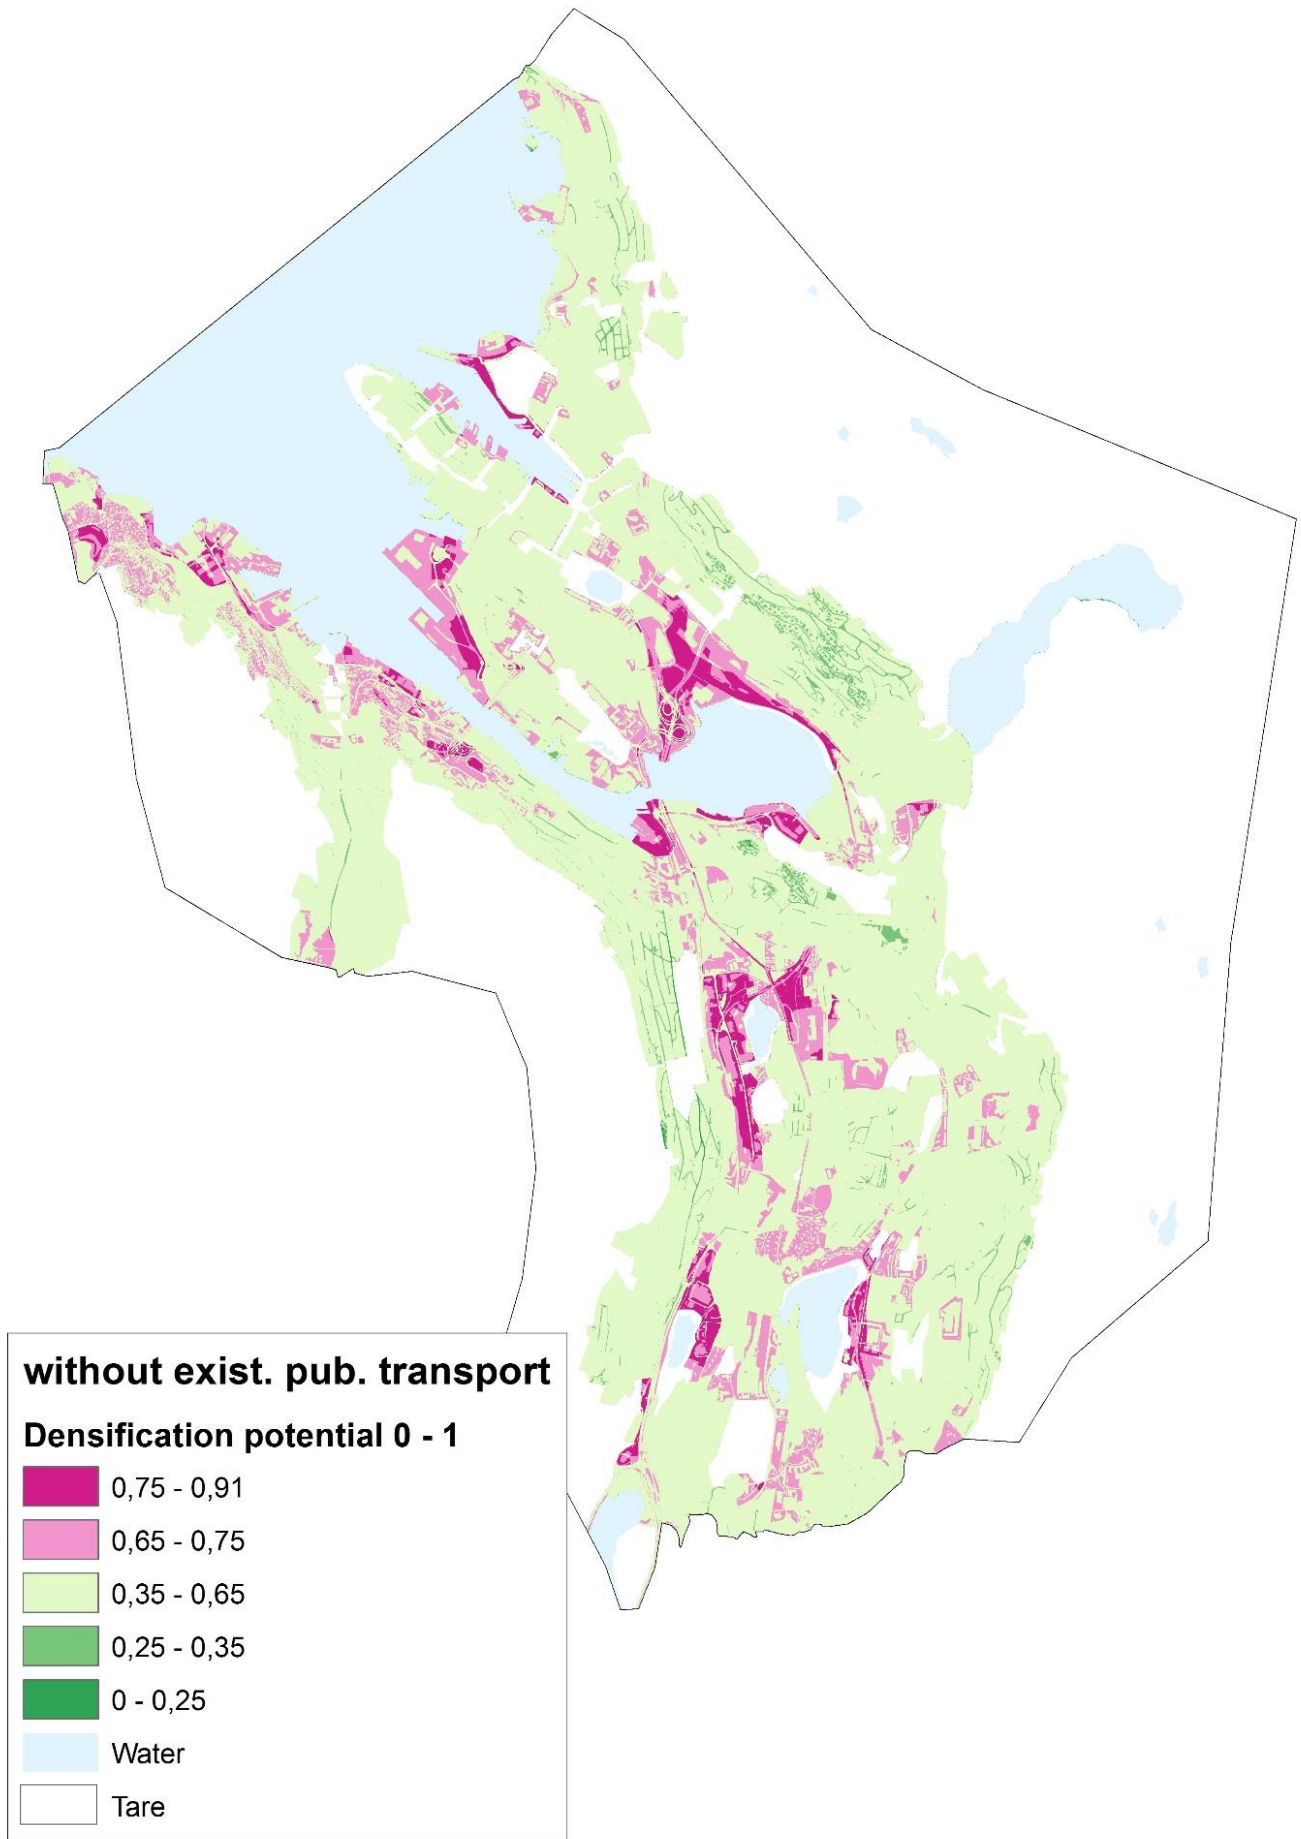 without exist. pub. transport
Densification potential 0 - 1
0,75 - 0,91
0,65 - 0,75
0,35 - 0,65
0,25 - 0,35
0 - 0,25
Water
Tare